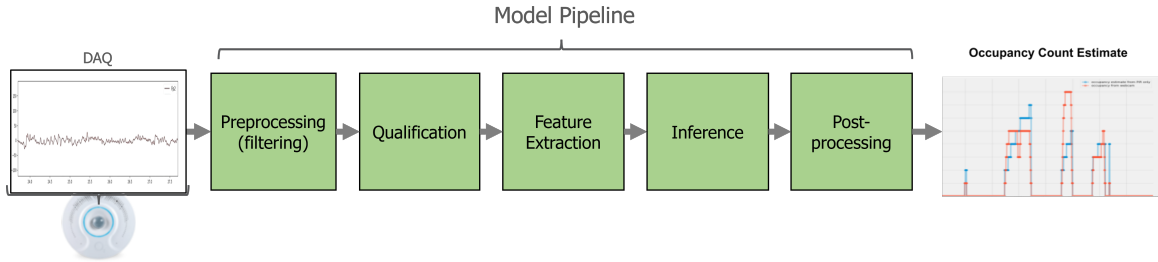 Model Pipeline
DAQ
Occupancy Count Estimate
Preprocessing
(filtering)
Qualification
Feature
Extraction
Inference
Post-
processing